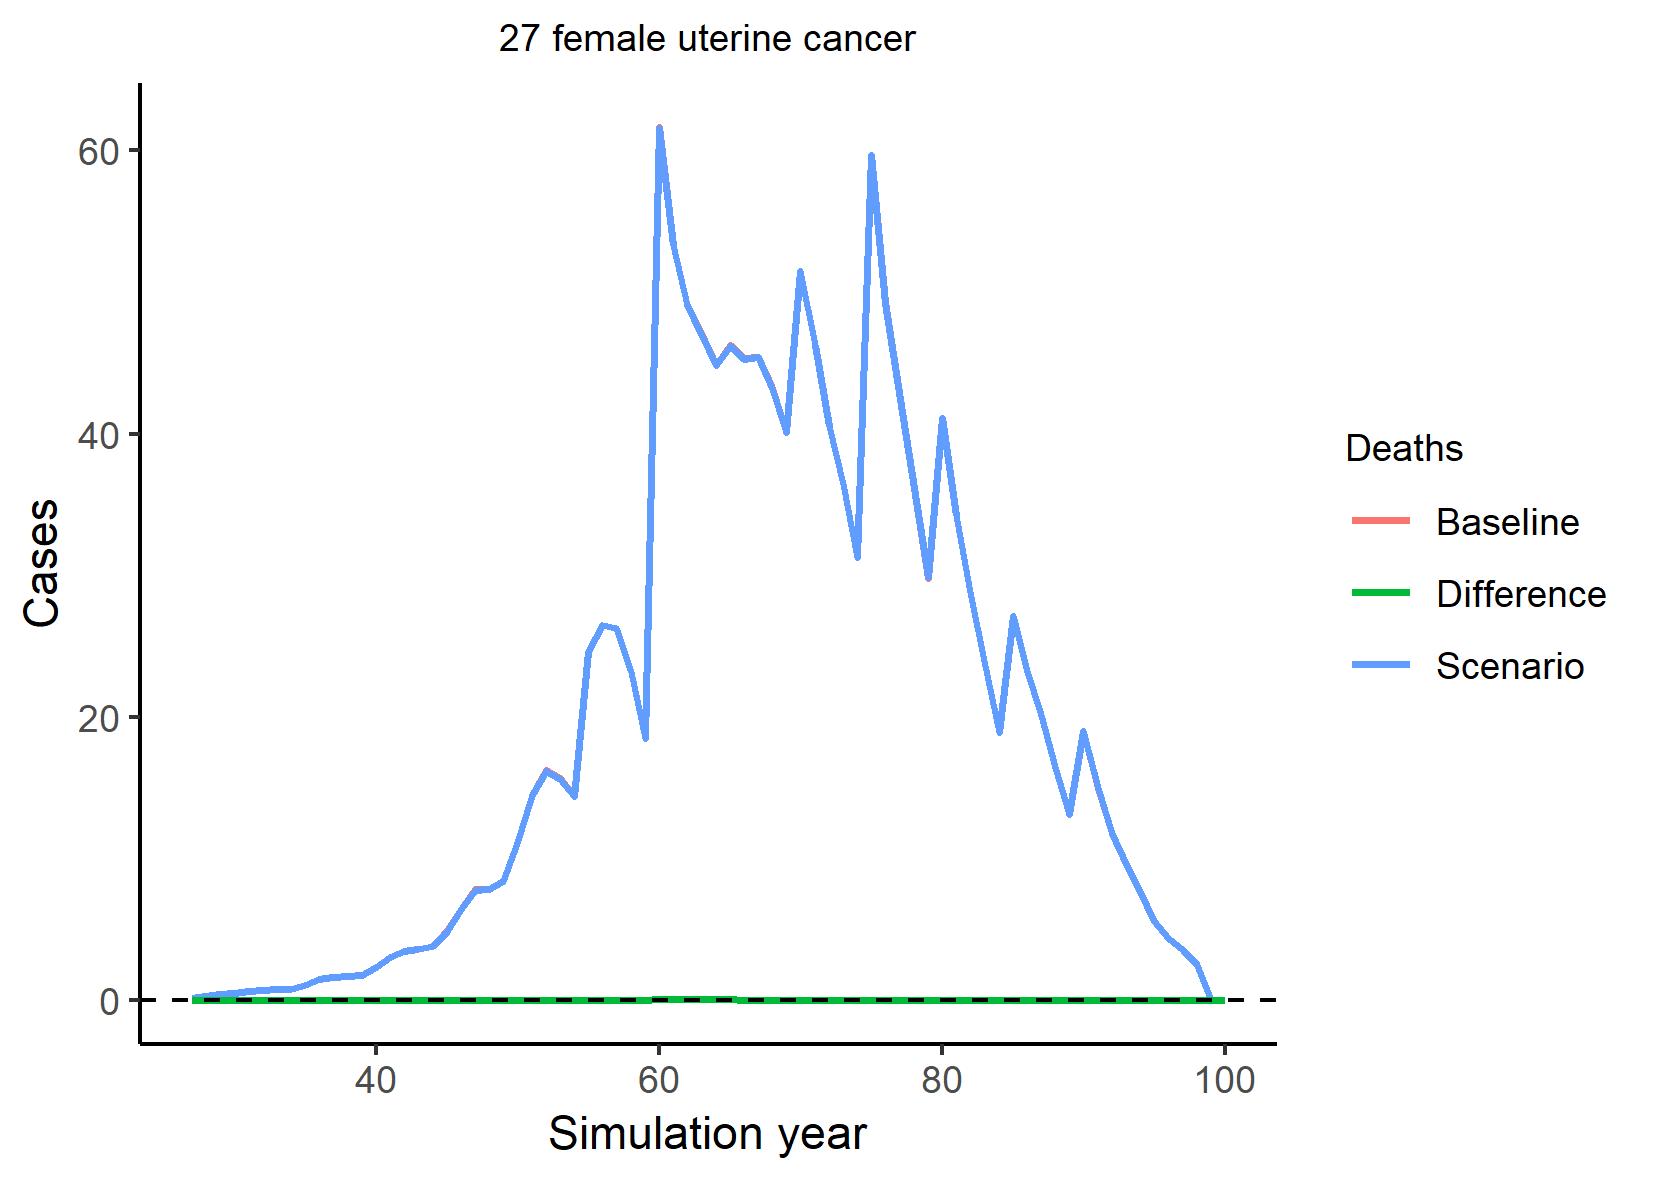 27 female uterine cancer
60
40
20
0
Cases
40 60 80 100
Simulation year
Deaths
Baseline
Difference
Scenario